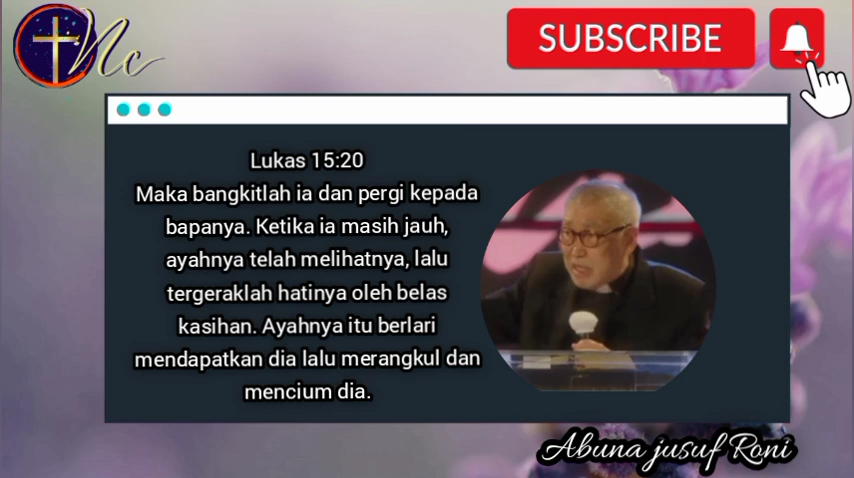 Nc
SUBSCRIBE
Lukas 15:20
Maka bangkitlah ia dan pergi kepada
bapanya. Ketika ia masih jauh,
ayahnya telah melihatnya, lalu
tergeraklah hatinya oleh belas
kasihan. Ayahnya itu berlari
mendapatkan dia lalu merangkul dan
mencium dia.
Abuna jusuf Roni